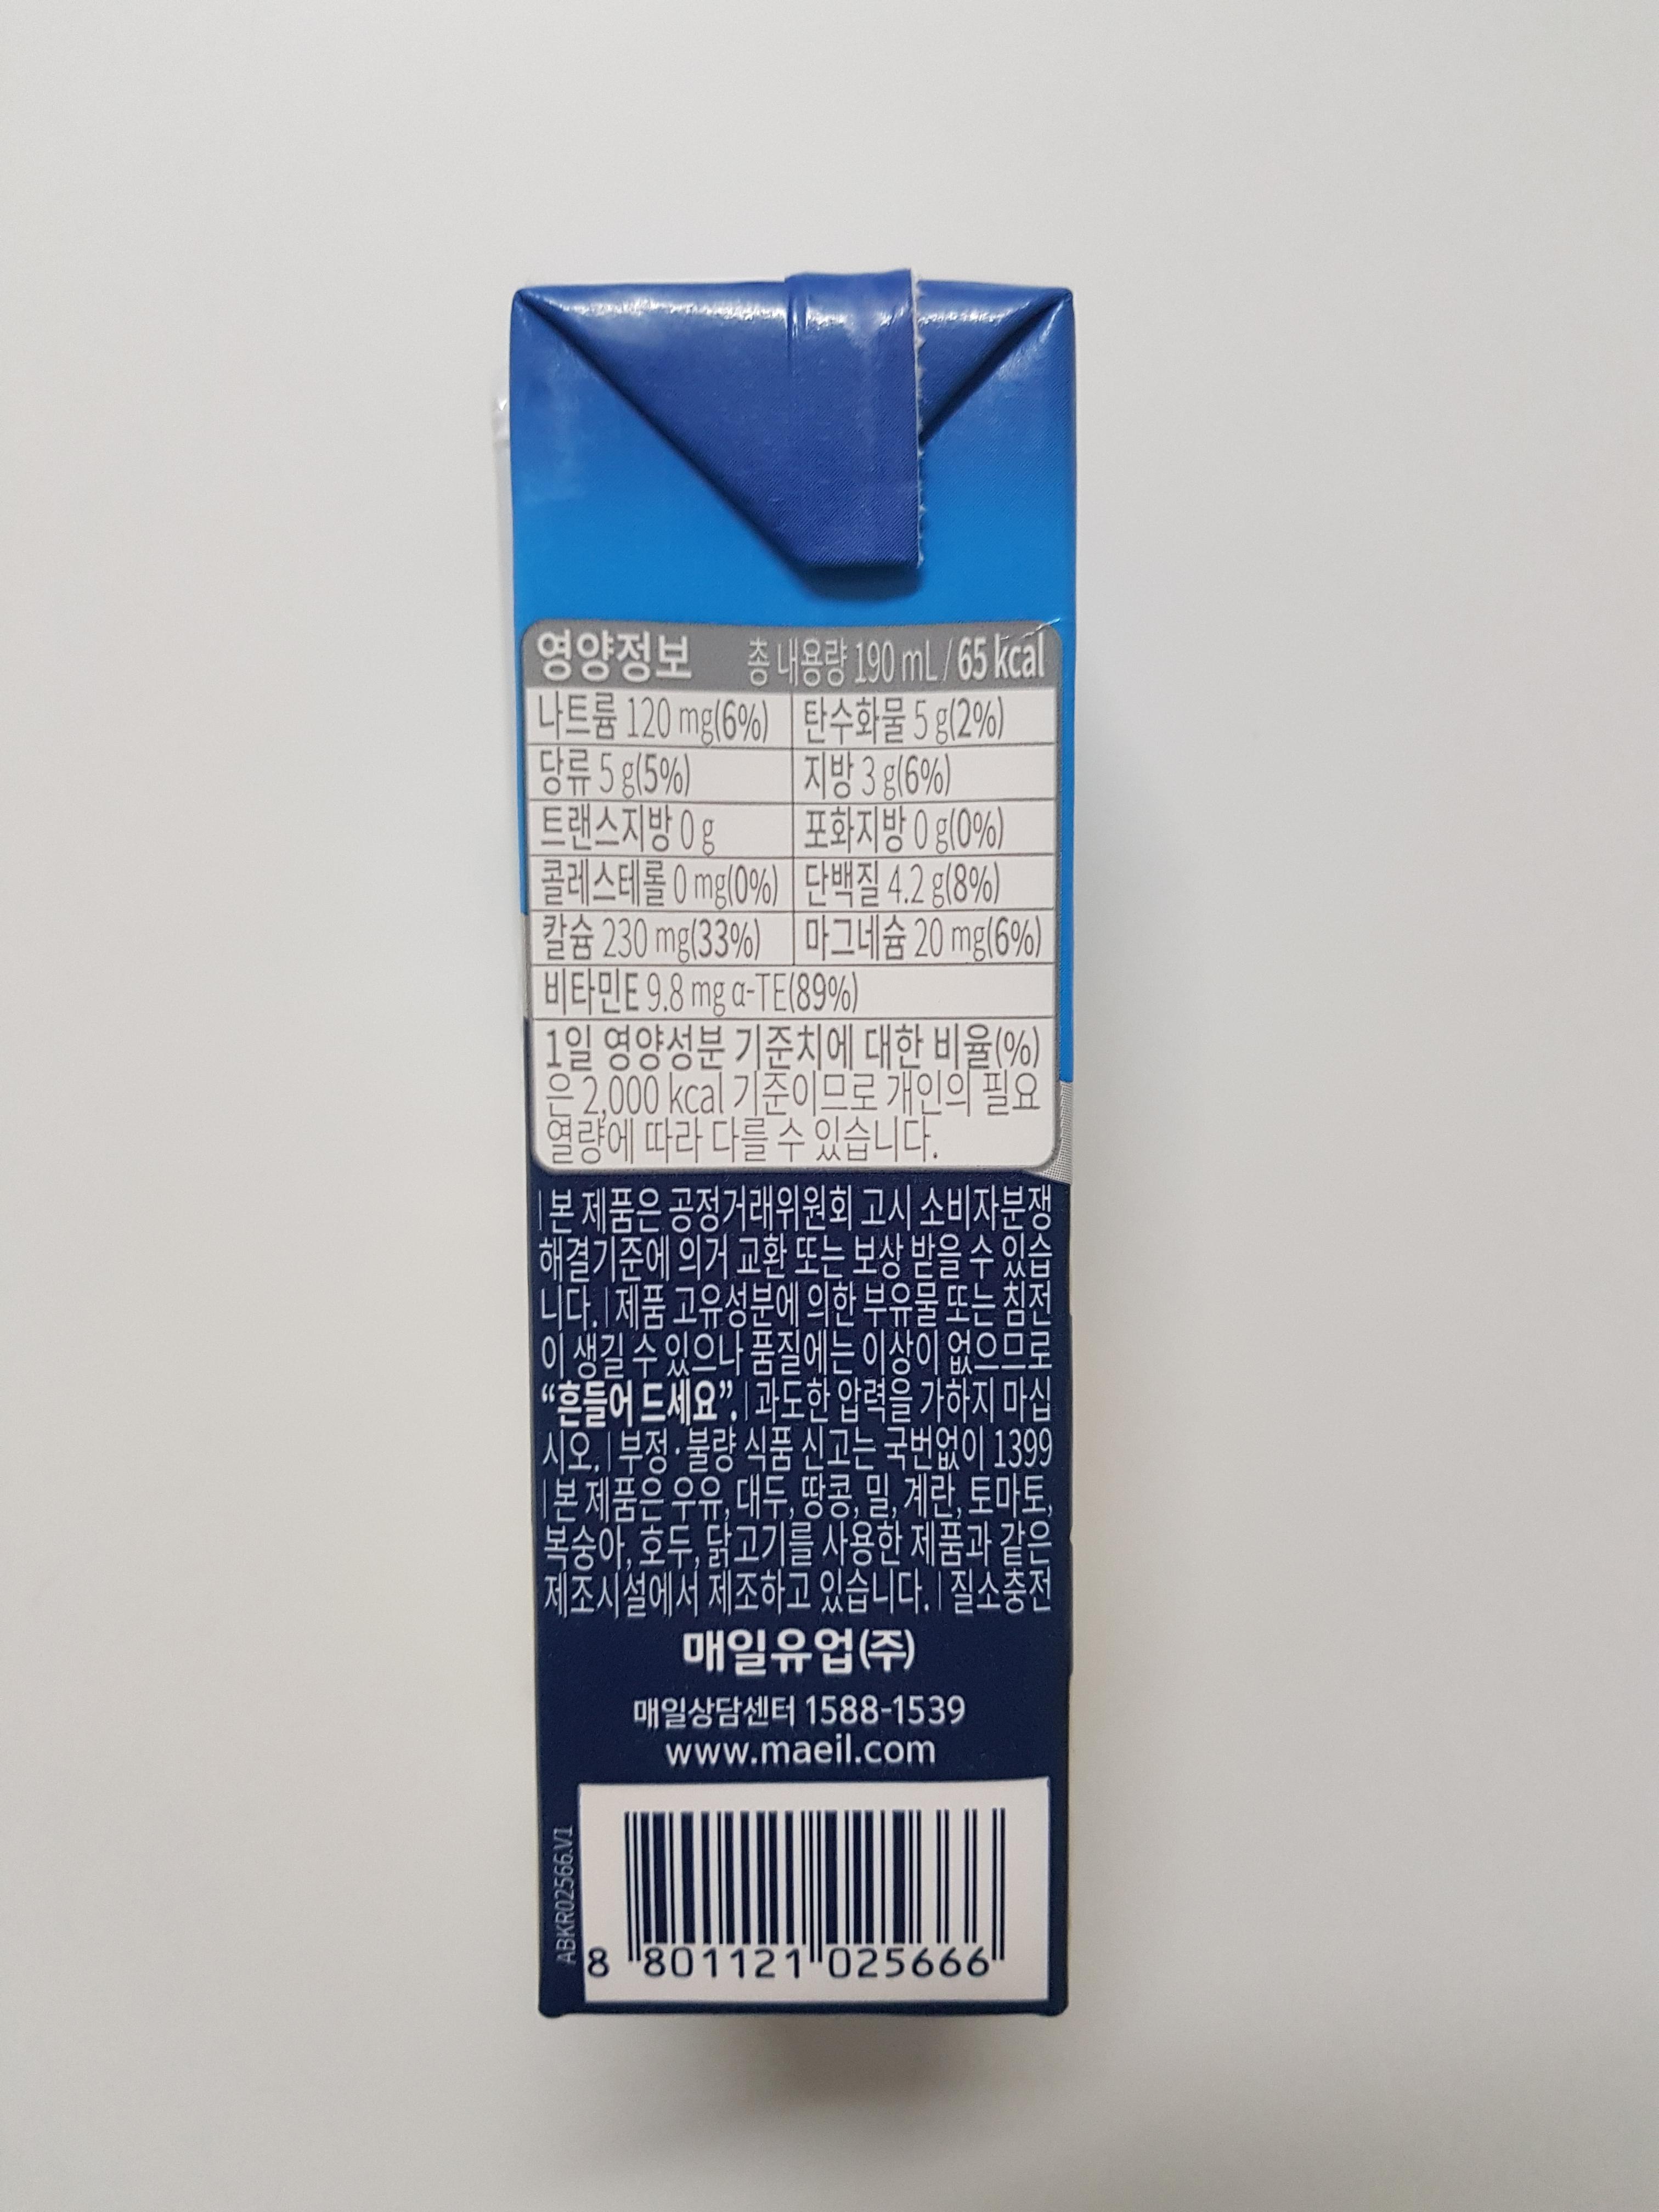 영양정보 총 내용량 190 mL / 65 kcal
나트륨 120 mg(6%) 탄수화물 5 g(2%)
당류 5 g(5%) 지방 3 g(6%)
트랜스지방 0 g 포화지방 0 g(0%)
콜레스테롤 0 mg(0%) 단백질 4.2 g(8%)
칼슘 230 mg(33%) 마그네슘 20 mg(6%)
비타민E 9.8 mg α-TE(89%)
1일 영양성분 기준치에 대한 비율(%)
은 2,000 kcal 기준이므로 개인의 필요
열량에 따라 다를 수 있습니다.
| 본 제품은 공정거래위원회 고시 소비자분쟁
해결기준에 의거 교환 또는 보상 받을 수 있습
니다. | 제품 고유성분에 의한 부유물 또는 침전
이 생길 수 있으나 품질에는 이상이 없으므로
“흔들어 드세요”. | 과도한 압력을 가하지 마십
시오. | 부정·불량 식품 신고는 국번없이 1399
| 본 제품은 우유, 대두, 땅콩, 밀, 계란, 토마토,
복숭아, 호두, 닭고기를 사용한 제품과 같은
제조시설에서 제조하고 있습니다. | 질소충전
매일유업(주)
매일상담센터 1588-1539
www.maeil.com
ABKR02566.V1
8 801121 025666